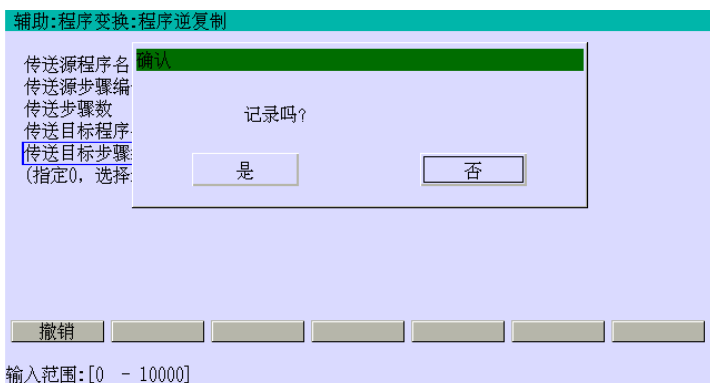 辅助:程序变换:程序逆复制
确认
传送源程序名
传送源步骤编
传送步骤数
传送目标程序
传送目标步骤
(指定0, 选择
记录吗?
是
否
撤销
输入范围:[0 - 10000]